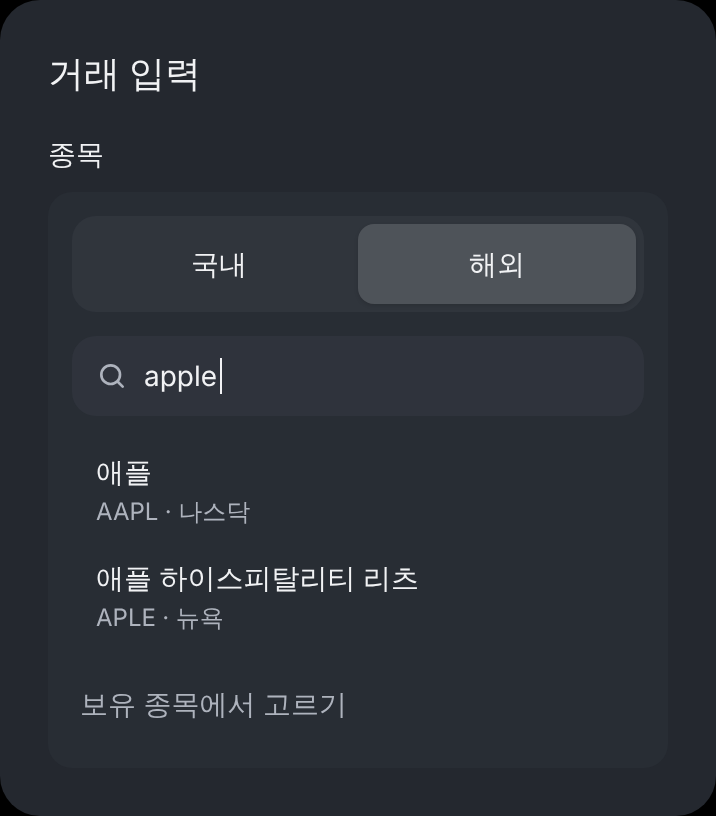 거래 입력
종목
국내 해외
apple
애플
AAPL · 나스닥
애플 하이스피탈리티 리츠
APLE · 뉴욕
보유 종목에서 고르기